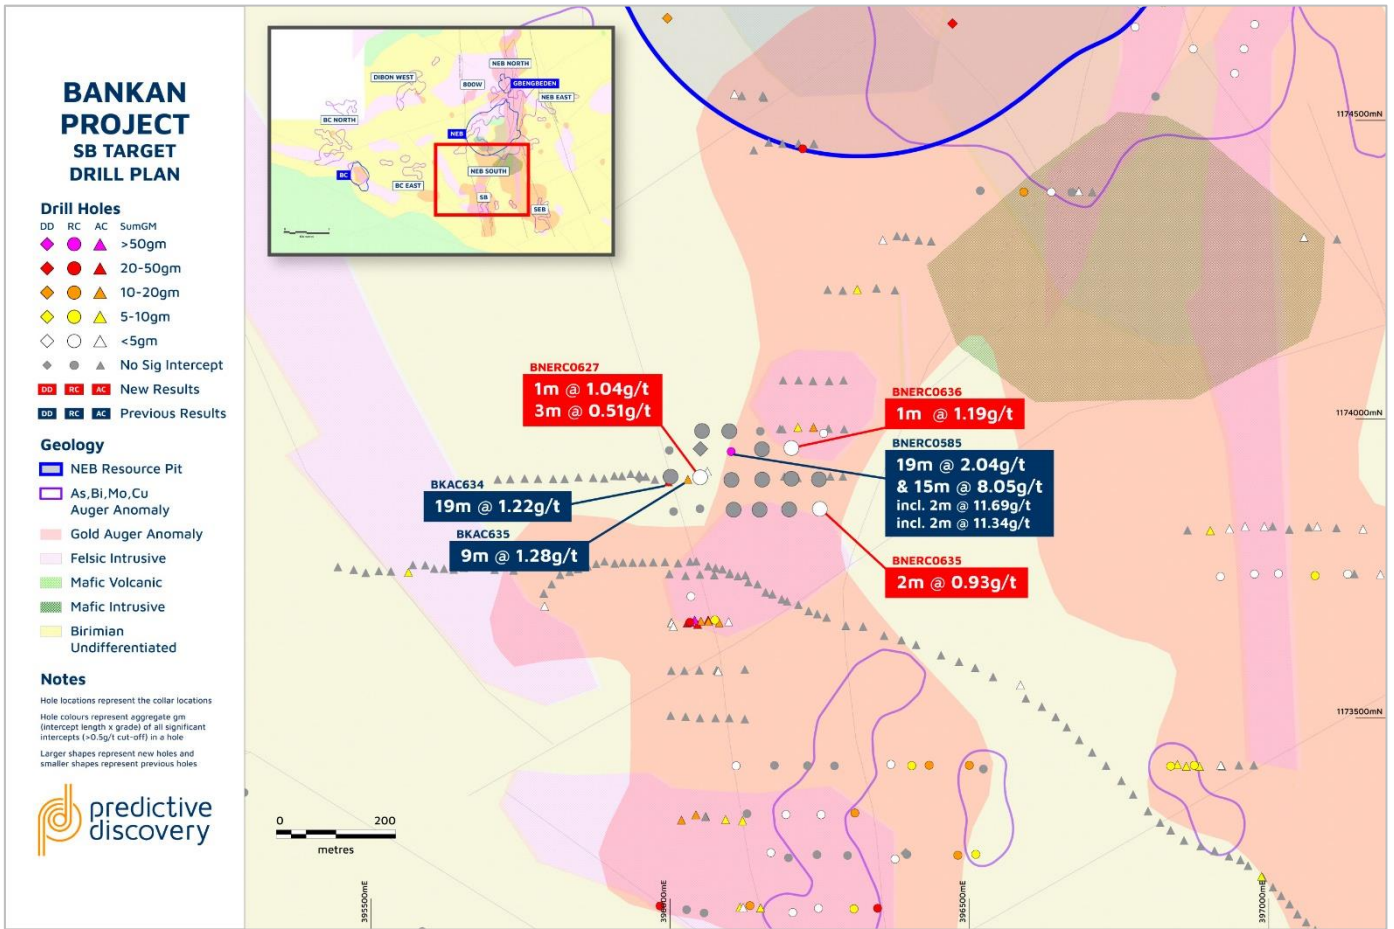 BANKAN
PROJECT
SB TARGET
DRILL PLAN
Drill Holes
DD RC AC SumGM
>50gm
20-50gm
10-20gm
5-10gm
<5gm
No Sig Intercept
DD RC AC New Results
DD RC AC Previous Results
Geology
NEB Resource Pit
As,Bi,Mo,Cu
Auger Anomaly
Gold Auger Anomaly
Felsic Intrusive
Mafic Volcanic
Mafic Intrusive
Birimian
Undifferentiated
Notes
Hole locations represent the collar locations
Hole colours represent aggregate gm
(intercept length x grade) of all significant
intercepts (>0.5g/t cut-off) in a hole
Larger shapes represent new holes and
smaller shapes represent previous holes
predictive
discovery
NEB NORTH
DIBON WEST
BOOW
GBENGBEDEN
NEB EAST
BC NORTH
NEB
BC
BC EAST
NEB SOUTH
SB
SEB
1174500mN
1174000mN
1173500mN
BNERC0627
1m @ 1.04g/t
3m @ 0.51g/t
BNERC0636
1m @ 1.19g/t
BNERC0585
19m @ 2.04g/t
& 15m @ 8.05g/t
incl. 2m @ 11.69g/t
incl. 2m @ 11.34g/t
BKAC634
19m @ 1.22g/t
BKAC635
9m @ 1.28g/t
BNERC0635
2m @ 0.93g/t
0 200
metres
395500mE
396000mE
396500mE
397000mE